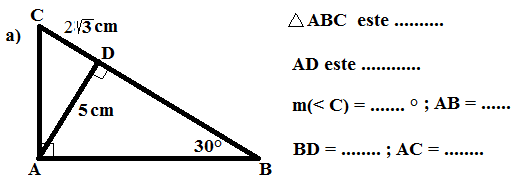 a)
C
2√3 cm
D
5 cm
30°
A
B
△ ABC este ..........
AD este ............
m(< C) = ....... ° ; AB = ......
BD = ........ ; AC = ........